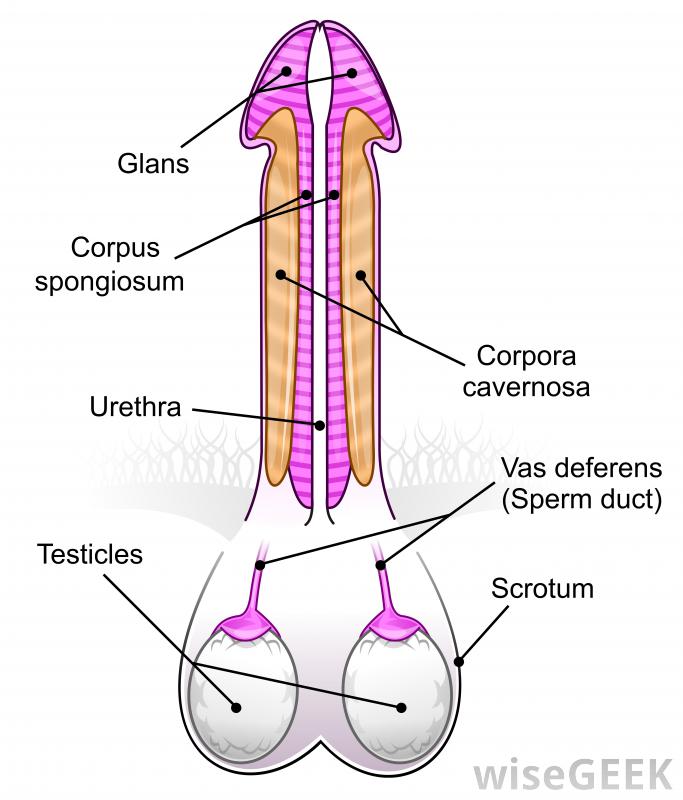 Glans
Corpus
spongiosum
Corpora
cavernosa
Urethra
Vas deferens
(Sperm duct)
Testicles
Scrotum
wiseGEEK